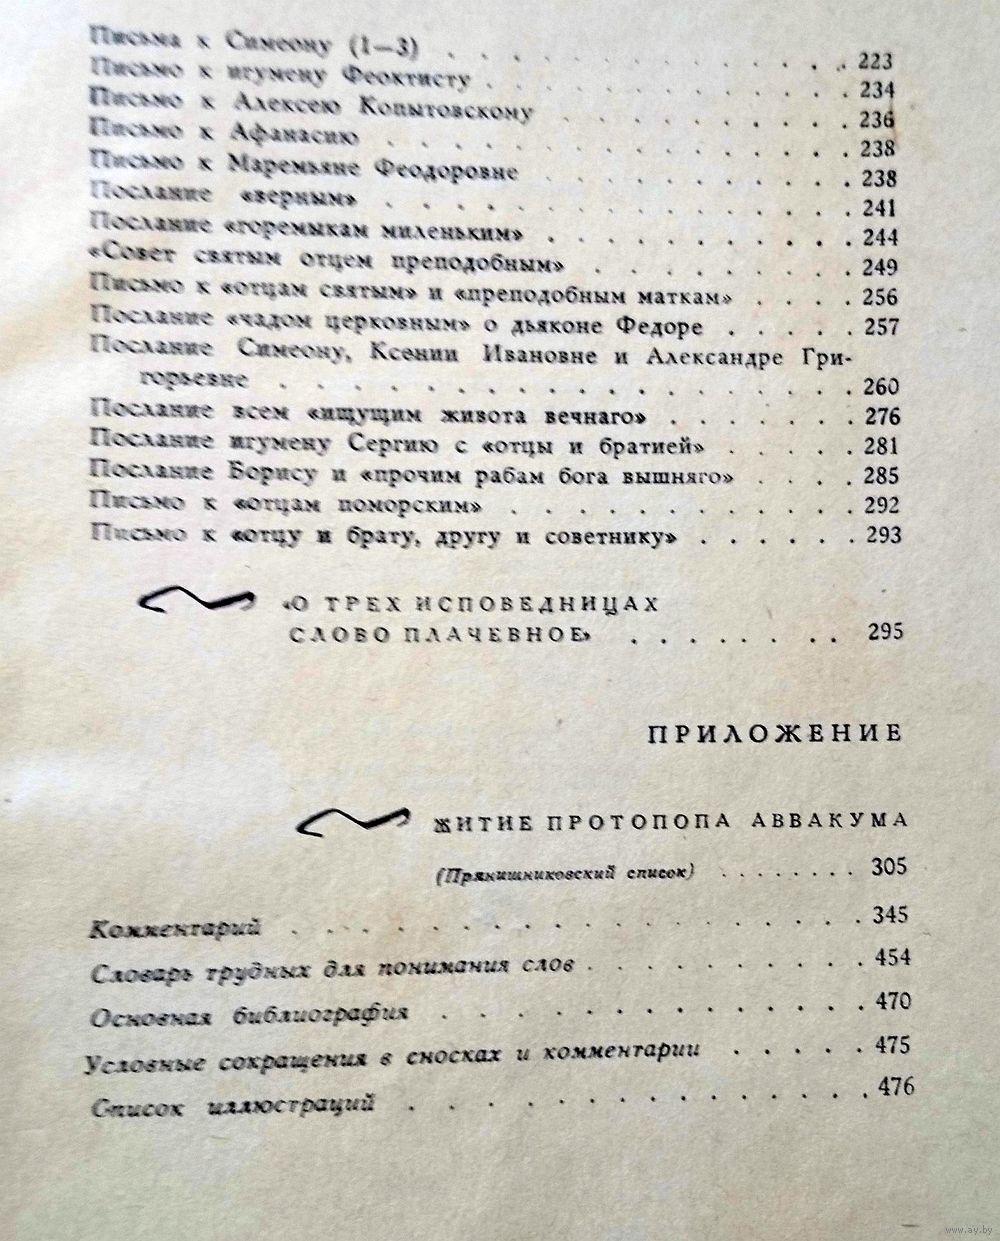 Письма к Симеону (1—3) . . . . . . . . . . . 223
Письмо к игумену Феоктисту . . . . . . . . . . 234
Письмо к Алексею Копытовскому . . . . . . . . 236
Письмо к Афанасию . . . . . . . . . . . . . 238
Письмо к Маремьяне Феодоровне . . . . . . . . 238
Послание «верным» . . . . . . . . . . . . . 241
Послание «горемыкам миленьким» . . . . . . . . 244
«Совет святым отцем преподобным» . . . . . . . 249
Письмо к «отцам святым» и «преподобным маткам» . . . . 256
Послание «чадом церковным» о дьяконе Федоре . . . . . 257
Послание Симеону, Ксении Ивановне и Александре Гри-
горьевне . . . . . . . . . . . . . . . . 260
Послание всем «ищущим живота вечнаго» . . . . . . . 276
Послание игумену Сергию с «отцы и братией» . . . . . 281
Послание Борису и «прочим рабам бога вышняго» . . . . 285
Письмо к «отцам поморским» . . . . . . . . . . 292
Письмо к «отцу и брату, другу и советнику» . . . . . . 293
«О ТРЕХ ИСПОВЕДНИЦАХ
СЛОВО ПЛАЧЕВНОЕ» . . . . . . . . 295
ПРИЛОЖЕНИЕ
ЖИТИЕ ПРОТОПОПА АВВАКУМА
(Прянишниковский список) . . . . . . . . 305
Комментарий . . . . . . . . . . . . . . . . 345
Словарь трудных для понимания слов . . . . . . . . 454
Основная библиография . . . . . . . . . . . . 470
Условные сокращения в сносках и комментарии . . . . . 475
Список иллюстраций . . . . . . . . . . . . . 476
www.ay.by